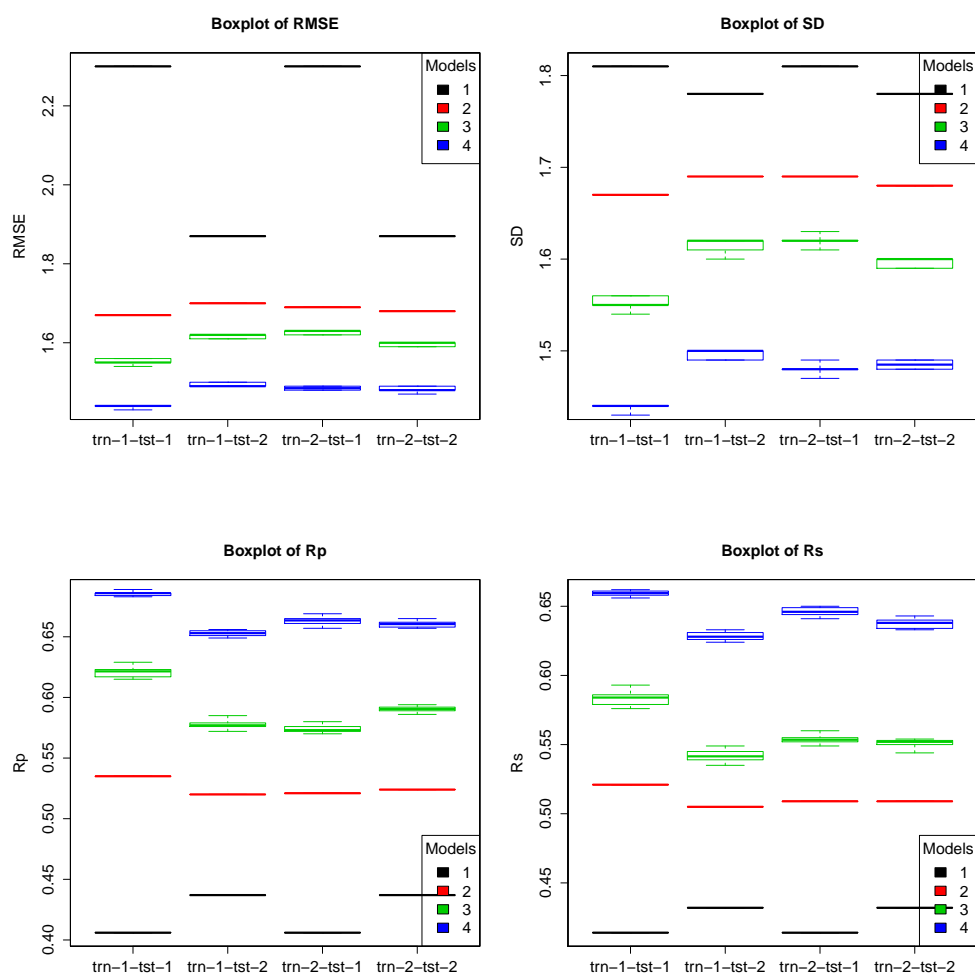 Boxplot of RMSE
RMSE
2.2
2.0
1.8
1.6
Models
1
2
3
4
trn−1−tst−1 trn−1−tst−2 trn−2−tst−1 trn−2−tst−2
Boxplot of SD
SD
1.8
1.7
1.6
1.5
Models
1
2
3
4
trn−1−tst−1 trn−1−tst−2 trn−2−tst−1 trn−2−tst−2
Boxplot of Rp
Rp
0.65
0.60
0.55
0.50
0.45
0.40
Models
1
2
3
4
trn−1−tst−1 trn−1−tst−2 trn−2−tst−1 trn−2−tst−2
Boxplot of Rs
Rs
0.65
0.60
0.55
0.50
0.45
Models
1
2
3
4
trn−1−tst−1 trn−1−tst−2 trn−2−tst−1 trn−2−tst−2